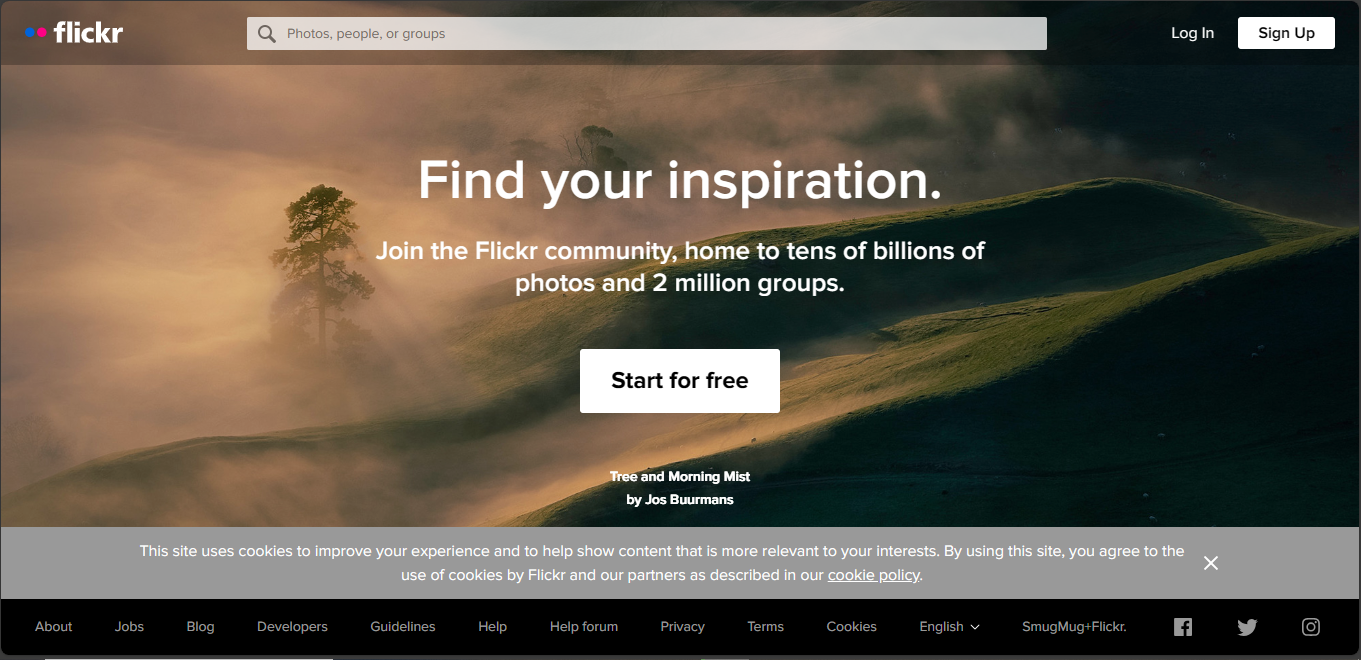 flickr
Photos, people, or groups
Log In
Sign Up
Find your inspiration.
Join the Flickr community, home to tens of billions of
photos and 2 million groups.
Start for free
Tree and Morning Mist
by Jos Buurmans
This site uses cookies to improve your experience and to help show content that is more relevant to your interests. By using this site, you agree to the
use of cookies by Flickr and our partners as described in our cookie policy.
About
Jobs
Blog
Developers
Guidelines
Help
Help forum
Privacy
Terms
Cookies
English
SmugMug+Flickr.